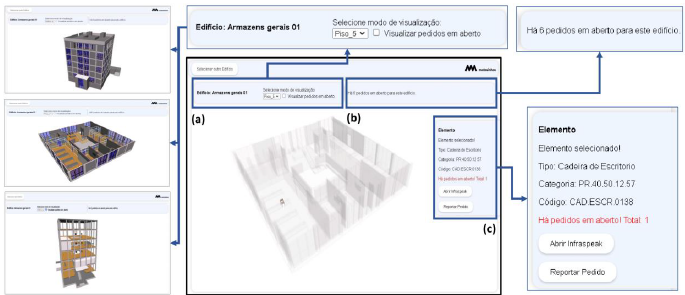 Edifício: Armazens gerais 01
Selecione modo de visualização:
Piso_5
Visualizar pedidos em aberto
Há 6 pedidos em aberto para este edifício.
Selecionar outro Edifício
Edifício: Armazens gerais 01
Selecione modo de visualização:
Piso_5
Visualizar pedidos em aberto
Há 6 pedidos em aberto para este edifício.
(a)
(b)
Elemento
Elemento selecionado!
Tipo: Cadeira de Escritorio
Categoria: PR.40.50.12.57
Código: CAD.ESCR.0138
Há pedidos em aberto! Total: 1
Abrir Infraspeak
Reportar Pedido
(c)
Elemento
Elemento selecionado!
Tipo: Cadeira de Escritorio
Categoria: PR.40.50.12.57
Código: CAD.ESCR.0138
Há pedidos em aberto! Total: 1
Abrir Infraspeak
Reportar Pedido